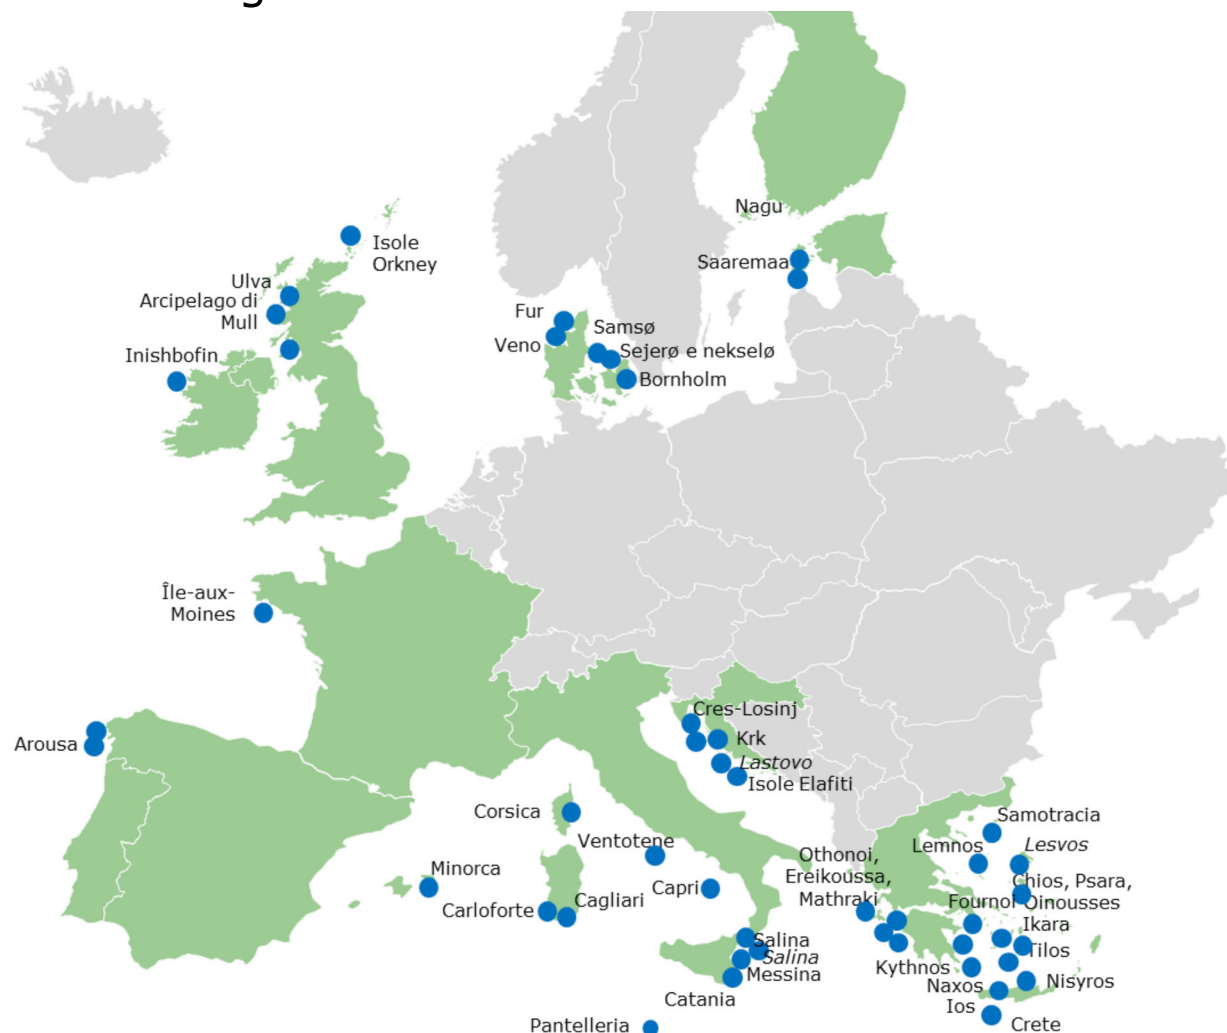 Nagu
Isole
Orkney
Saaremaa
Ulva
Arcipelago di
Mull
Fur
Samsø
Veno
Sejerø e nekselø
Inishbofin
Bornholm
Île-aux-
Moines
Cres-Losinj
Arousa
Krk
Lastovo
Isole Elafiti
Corsica
Samotracia
Ventotene
Lemnos
Lesvos
Othonoi,
Ereikoussa,
Mathraki
Minorca
Capri
Chios, Psara,
Oinousses
Carloforte
Cagliari
Fournoi
Ikara
Salina
Tilos
Salina
Kythnos
Messina
Naxos
Nisyros
Catania
Ios
Pantelleria
Crete